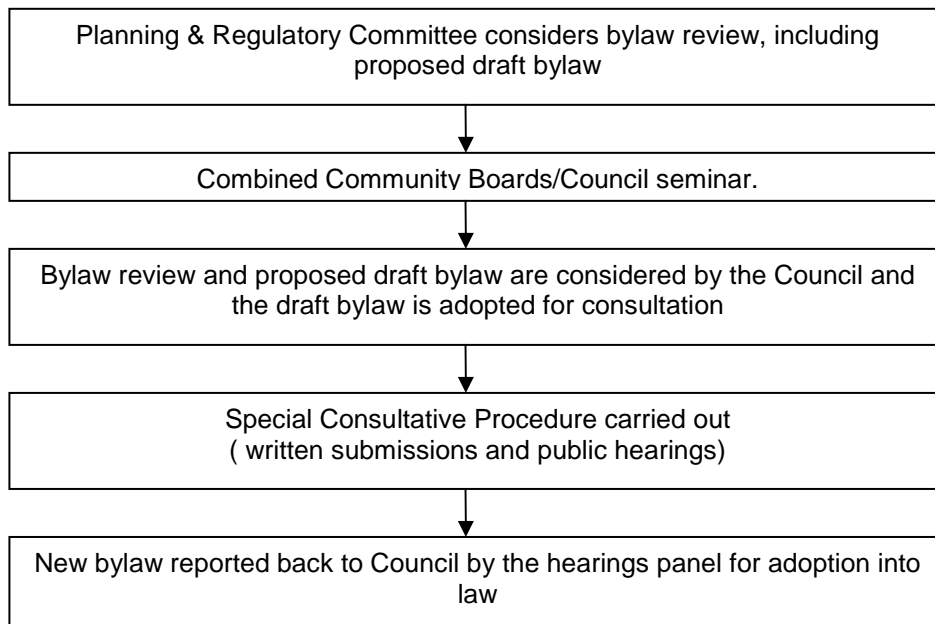 Planning & Regulatory Committee considers bylaw review, including
proposed draft bylaw
Combined Community Boards/Council seminar.
Bylaw review and proposed draft bylaw are considered by the Council and
the draft bylaw is adopted for consultation
Special Consultative Procedure carried out
( written submissions and public hearings)
New bylaw reported back to Council by the hearings panel for adoption into
law